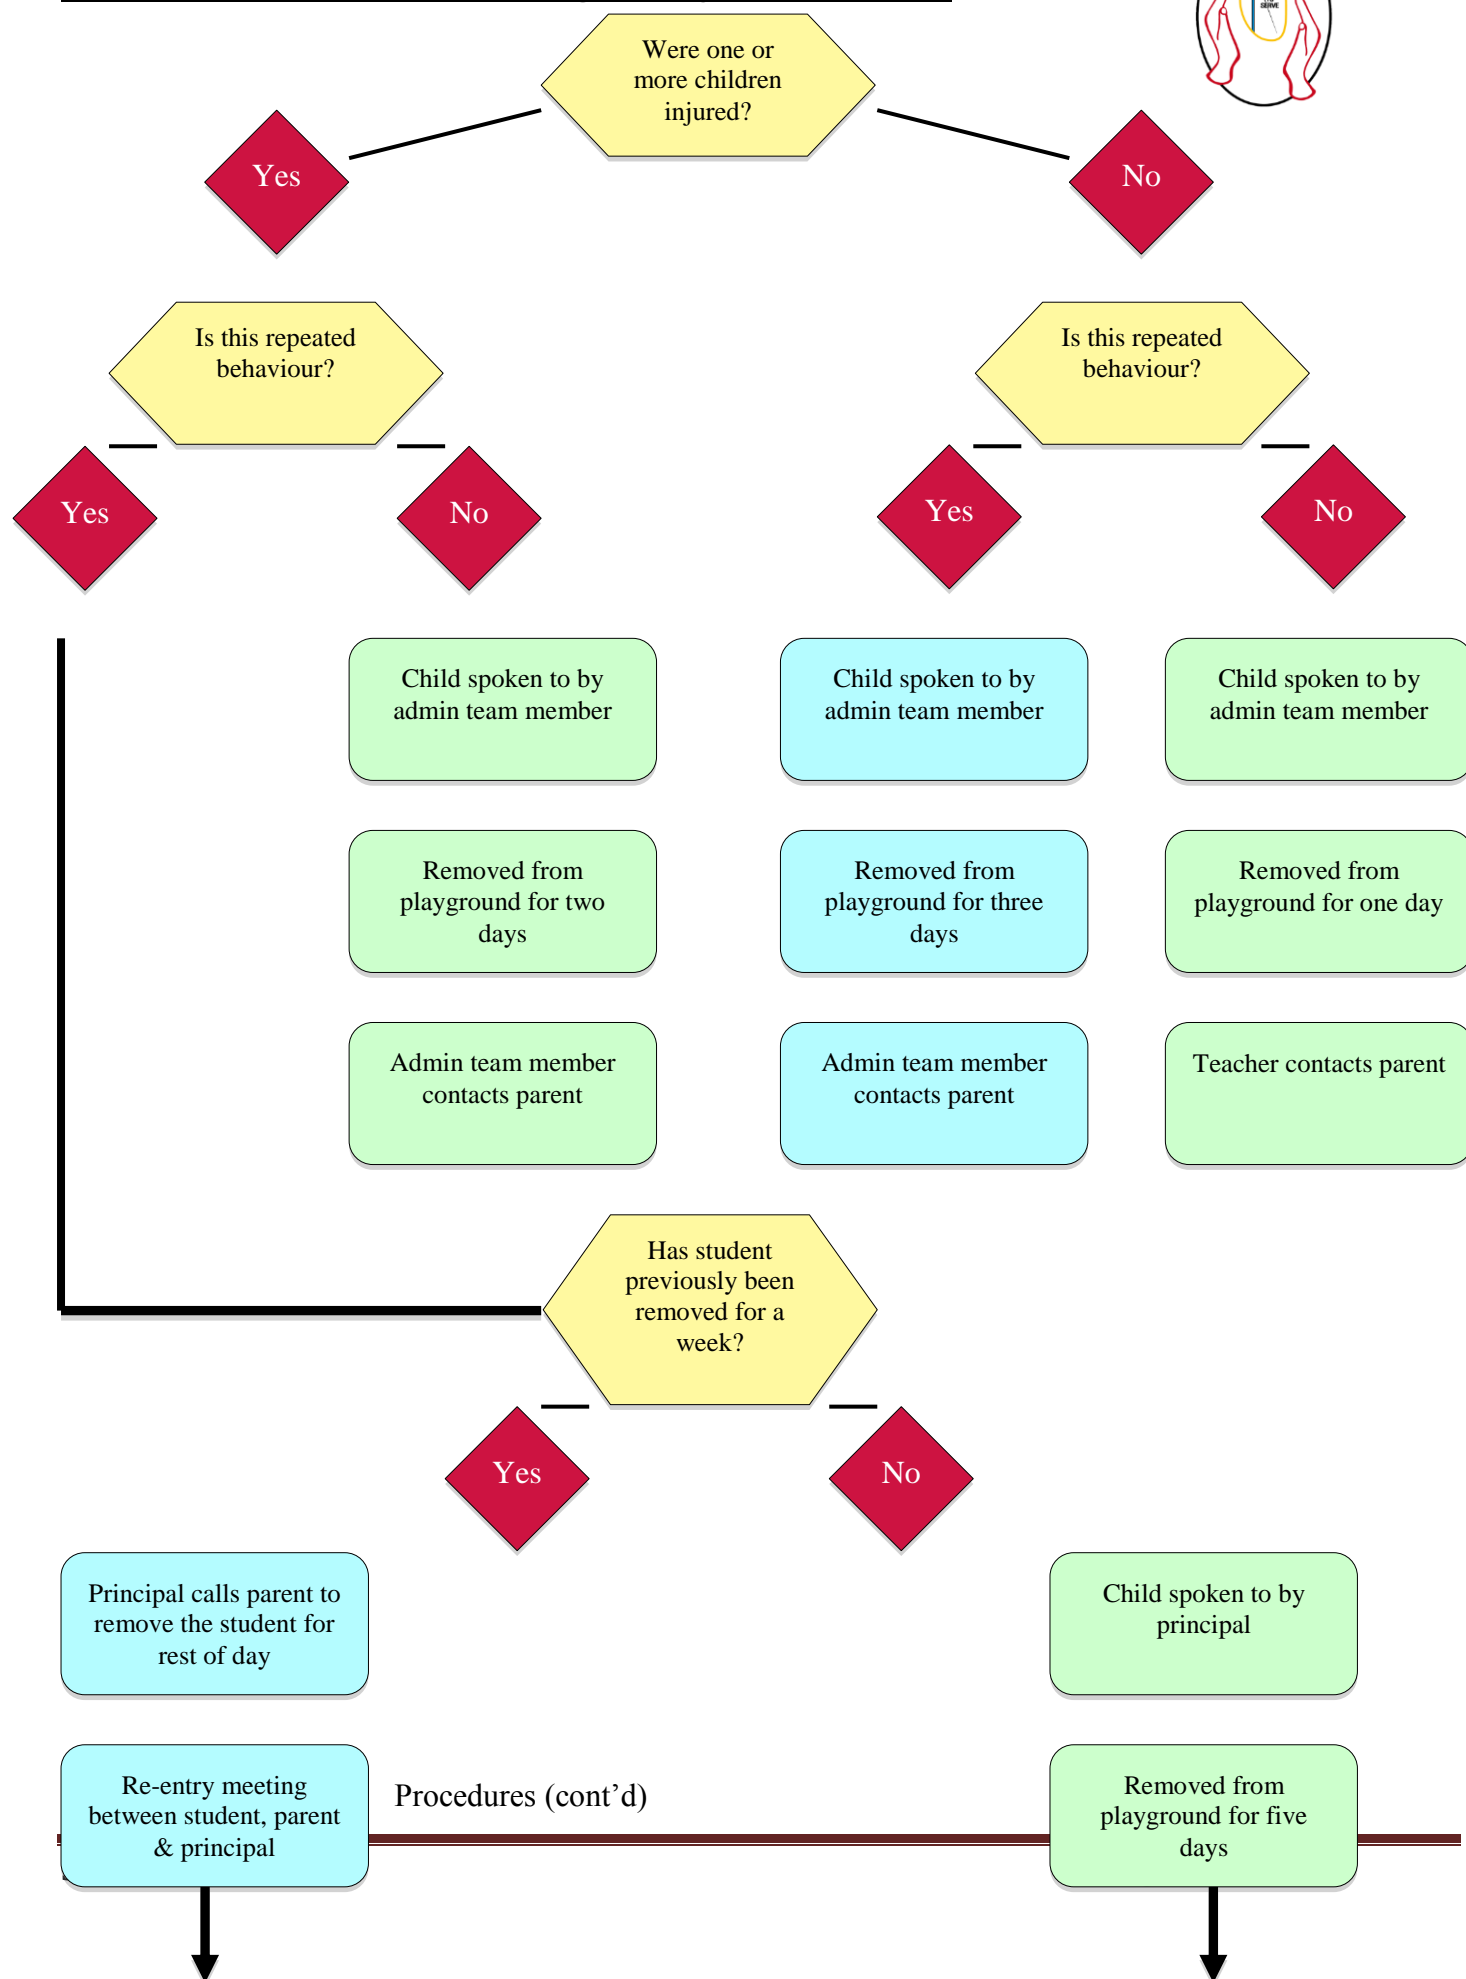 SERVE
Were one or
more children
injured?
Yes
No
Is this repeated
behaviour?
Is this repeated
behaviour?
Yes
No
Yes
No
Child spoken to by
admin team member
Child spoken to by
admin team member
Child spoken to by
admin team member
Removed from
playground for two
days
Removed from
playground for three
days
Removed from
playground for one day
Admin team member
contacts parent
Admin team member
contacts parent
Teacher contacts parent
Has student
previously been
removed for a
week?
Yes
No
Principal calls parent to
remove the student for
rest of day
Child spoken to by
principal
Re-entry meeting
between student, parent
& principal
Procedures (cont’d)
Removed from
playground for five
days